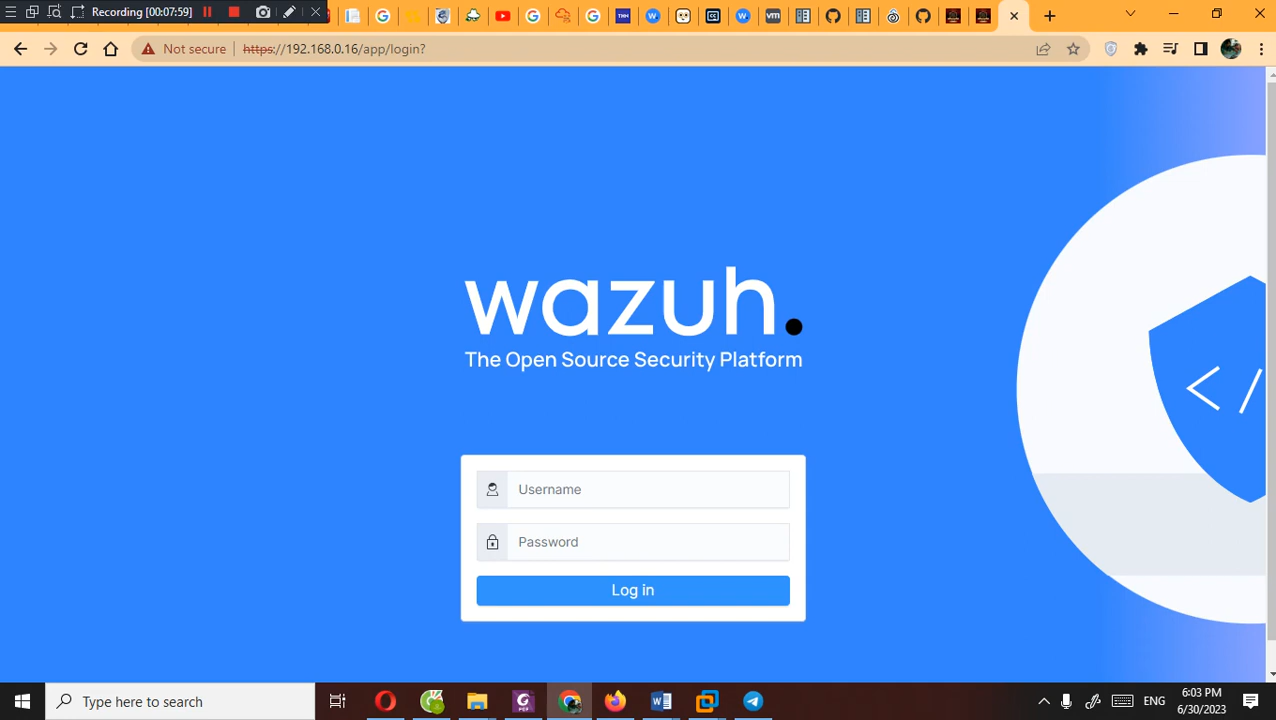 Recording [00:07:59]
Not secure
https://192.168.0.16/app/login?
wazuh.
The Open Source Security Platform
Username
Password
Log in
Type here to search
ENG
6:03 PM
6/30/2023